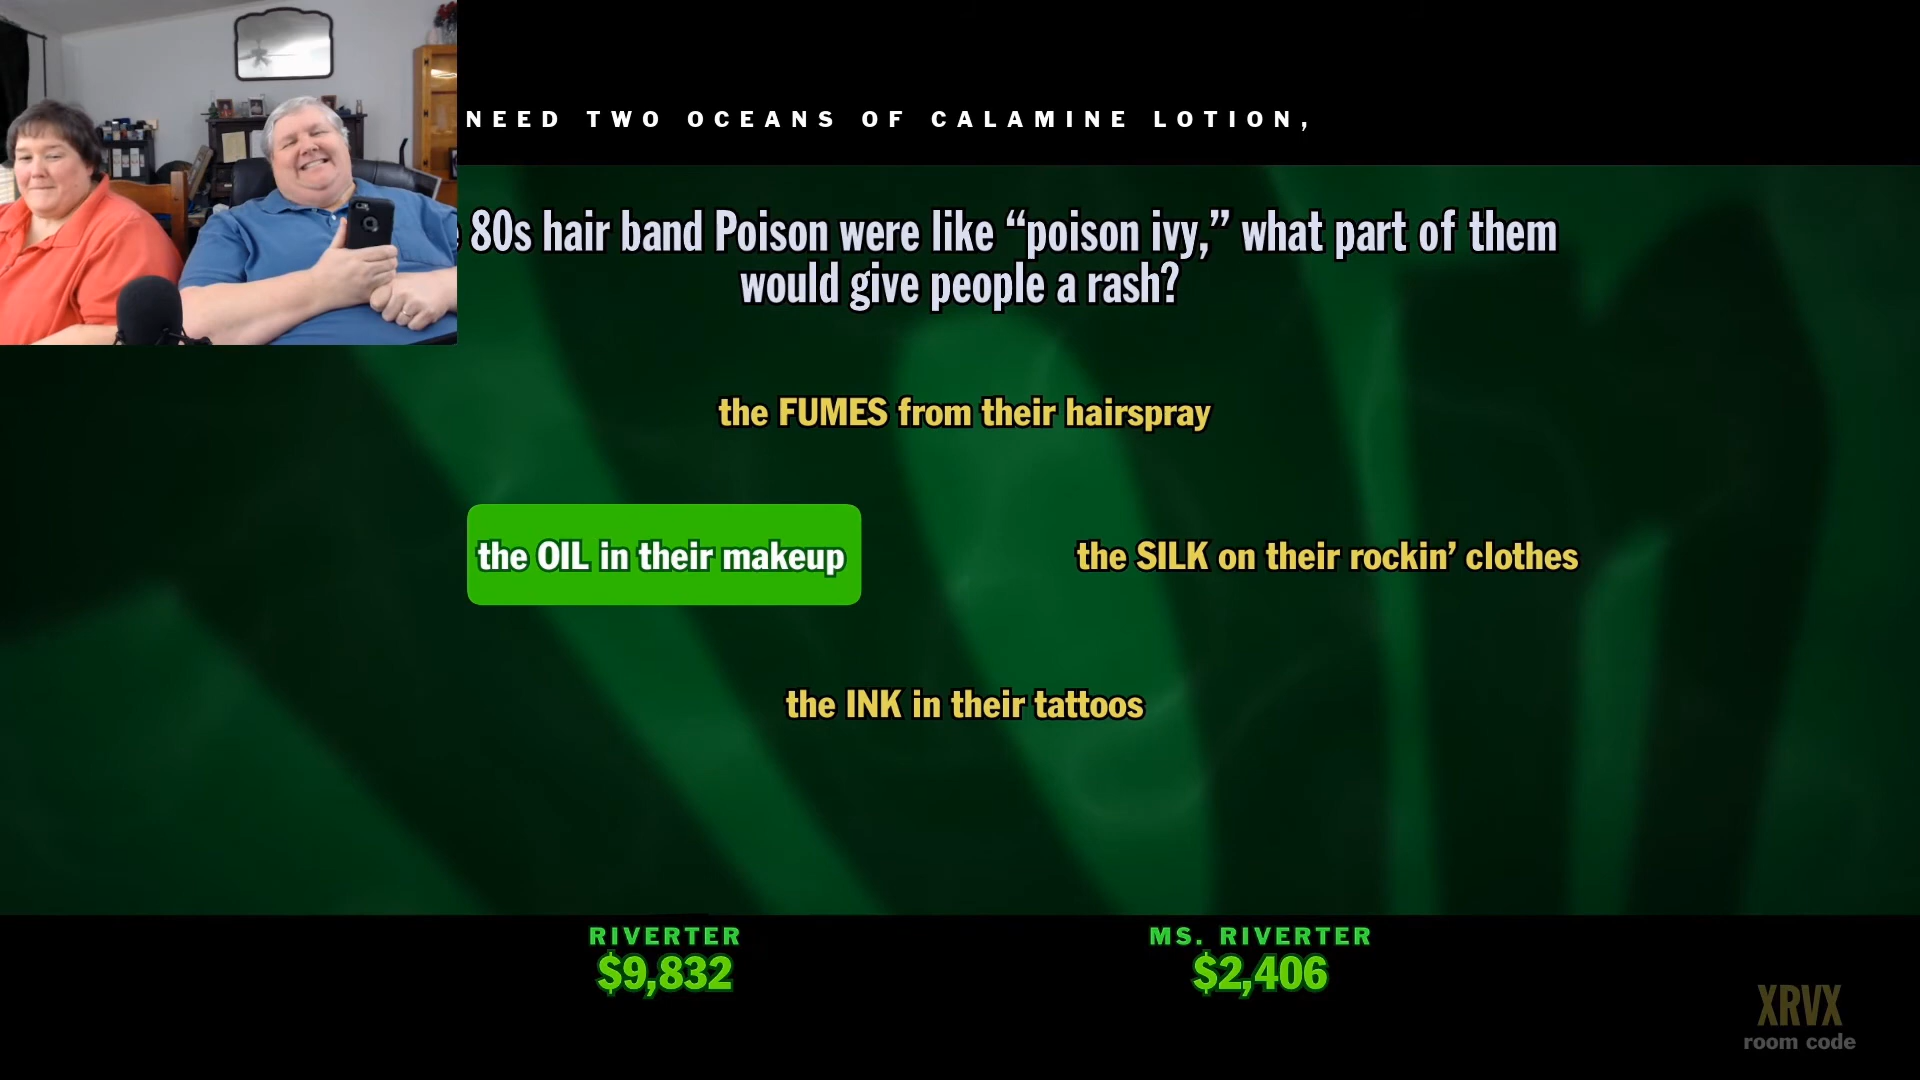 NEED TWO OCEANS OF CALAMINE LOTION,
80s hair band Poison were like “poison ivy,” what part of them
would give people a rash?
the FUMES from their hairspray
the OIL in their makeup
the SILK on their rockin’ clothes
the INK in their tattoos
RIVERTER
$9,832
MS. RIVERTER
$2,406
XRVX
room code